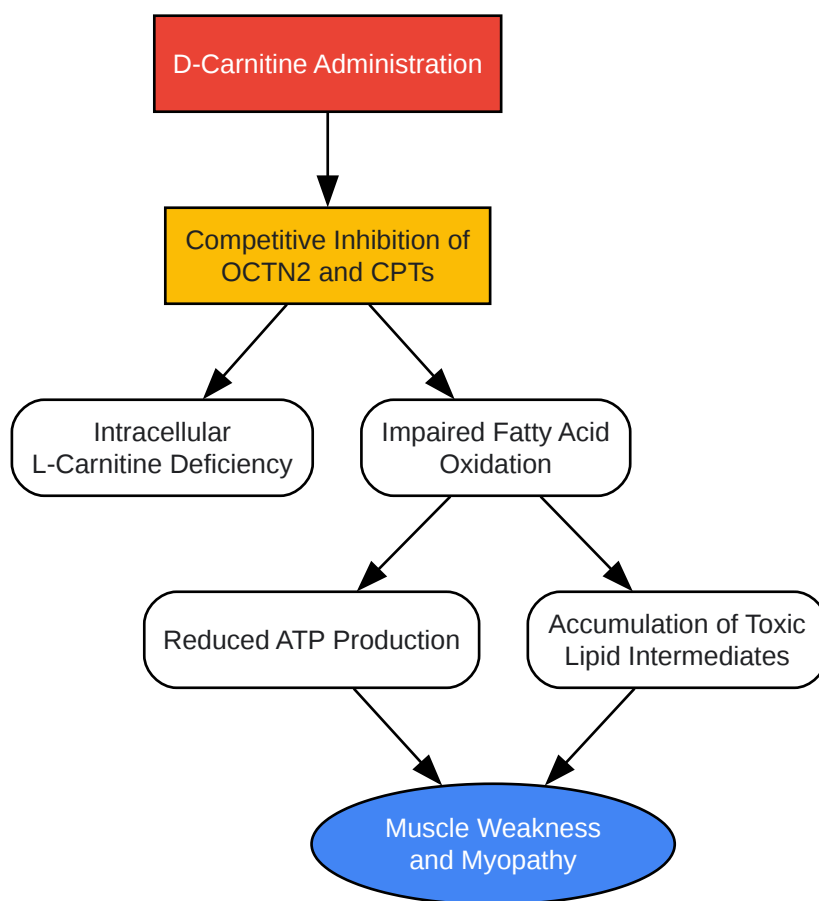 D-Carnitine Administration
Competitive Inhibition of
OCTN2 and CPTs
Intracellular
L-Carnitine Deficiency
Impaired Fatty Acid
Oxidation
Reduced ATP Production
Accumulation of Toxic
Lipid Intermediates
Muscle Weakness
and Myopathy